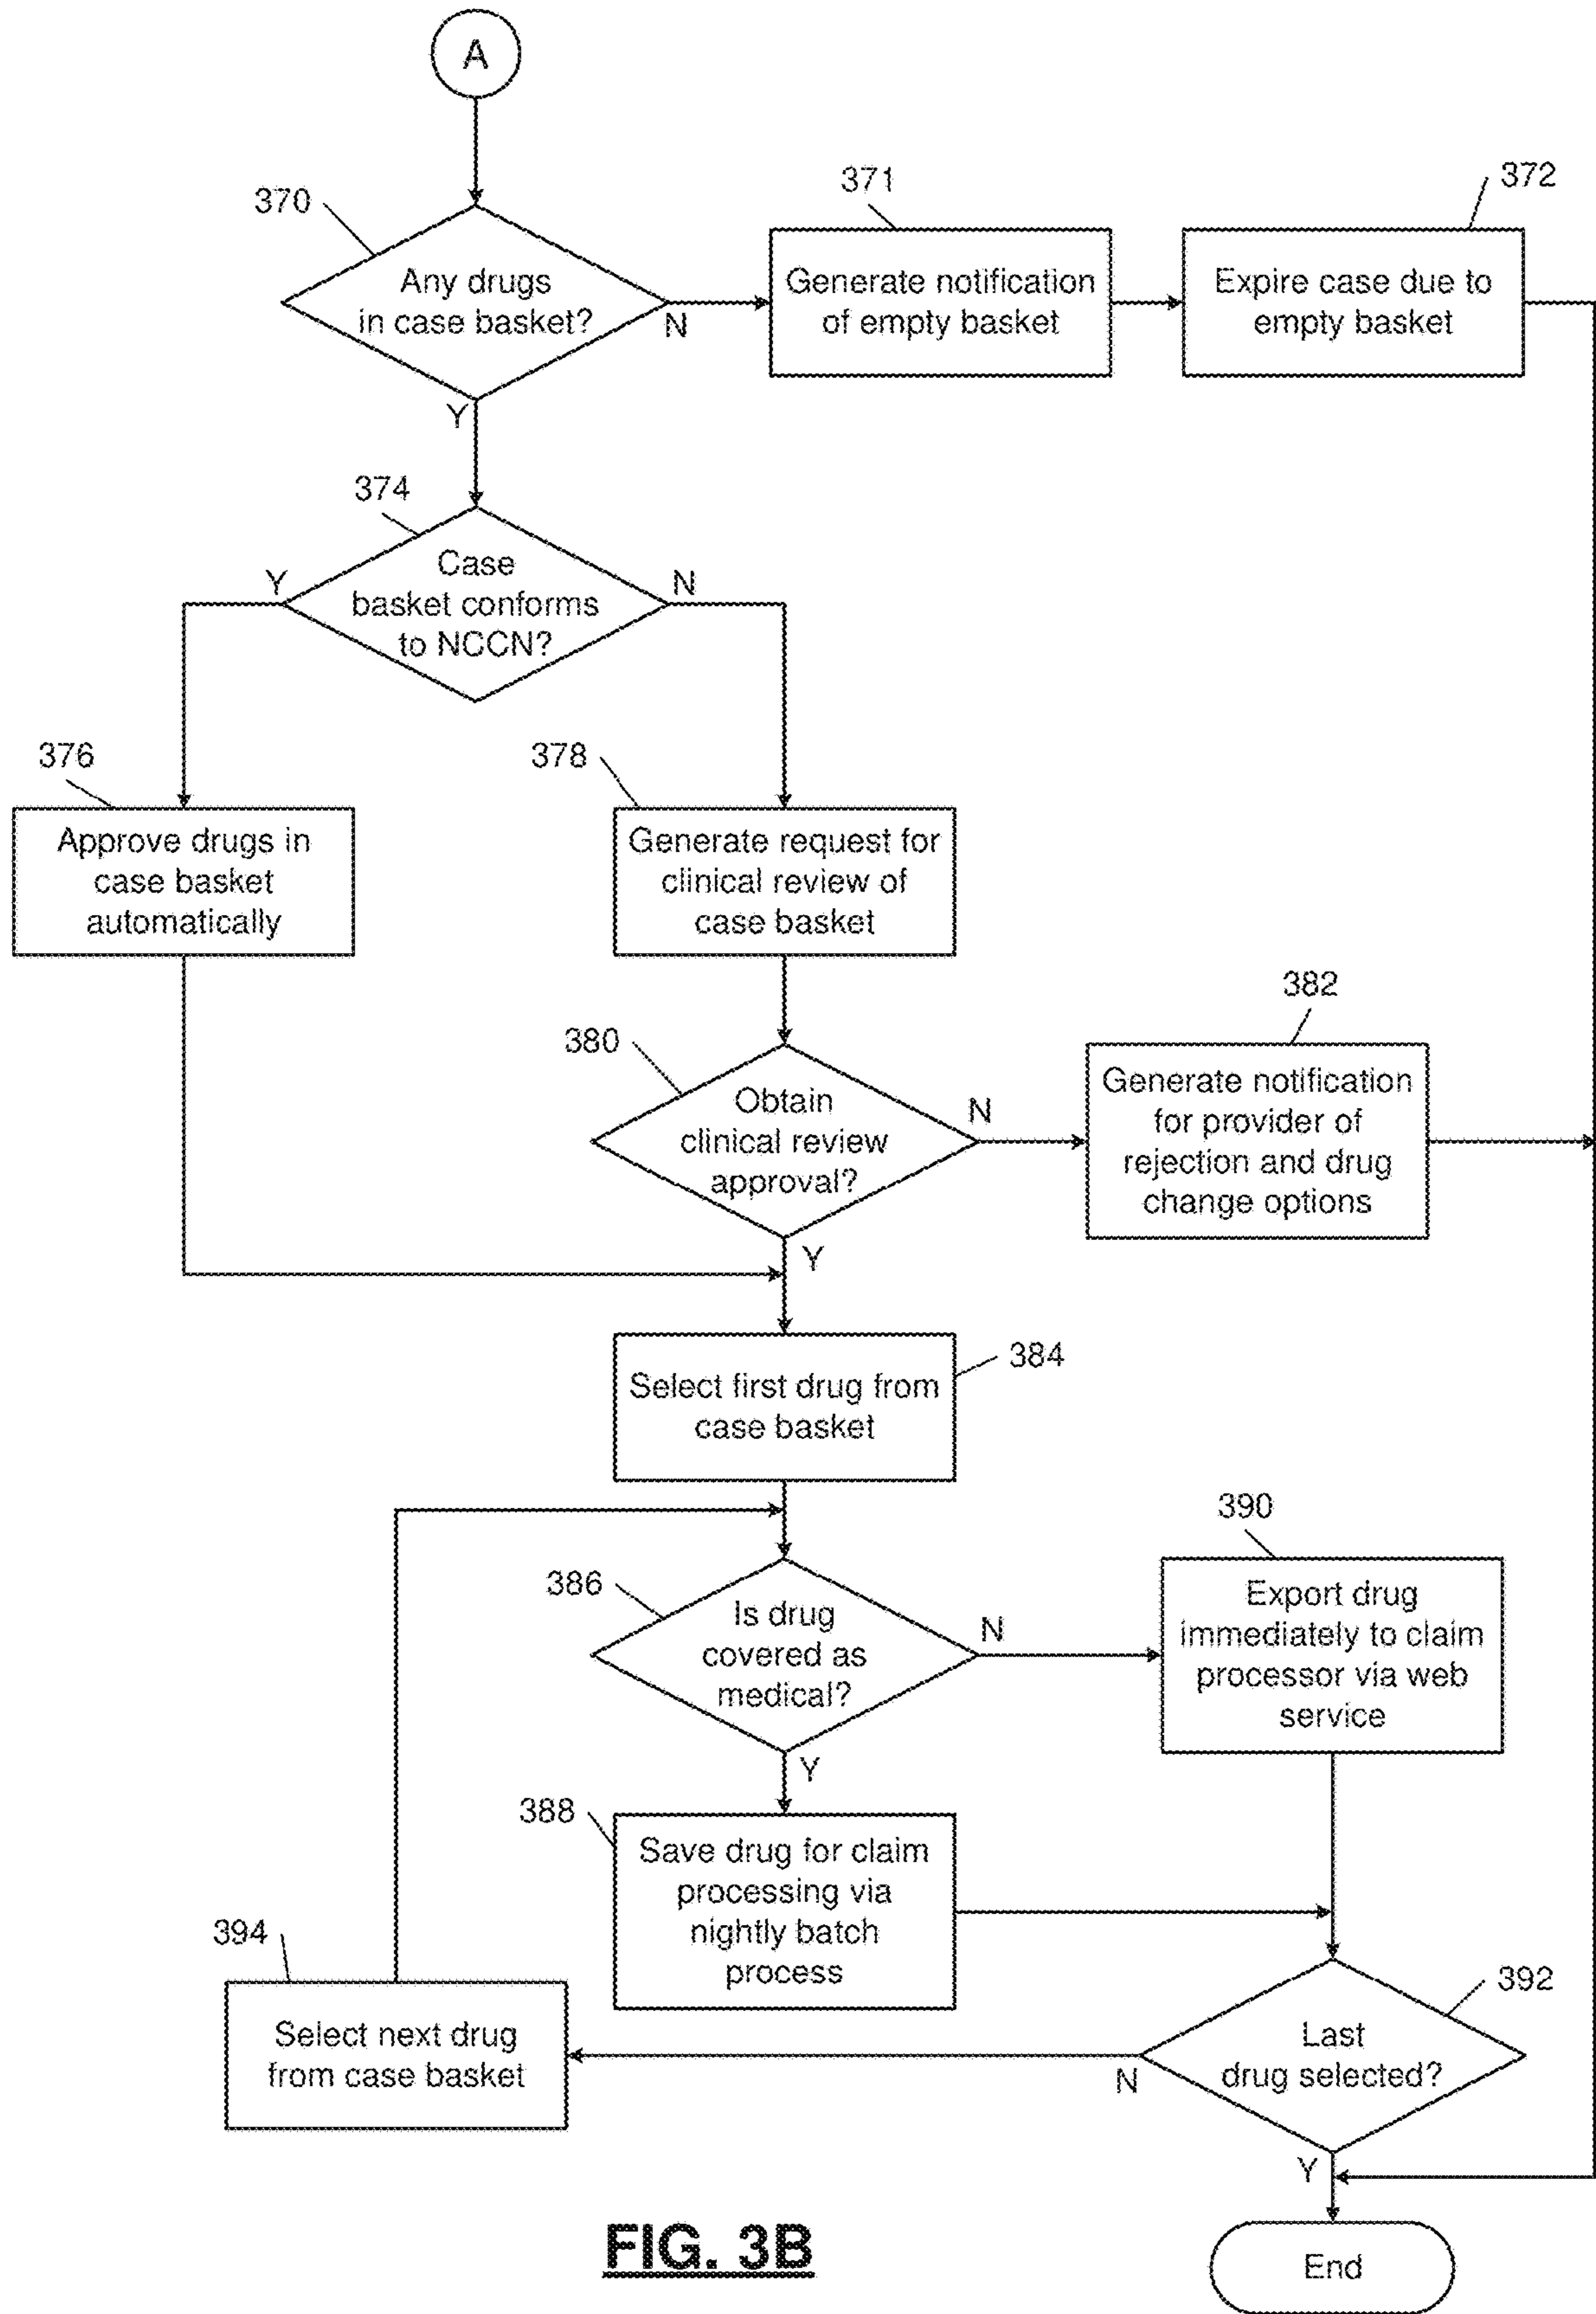 A
370
Any drugs
in case basket?
N
Y
371
Generate notification
of empty basket
372
Expire case due to
empty basket
374
Case
basket conforms
to NCCN?
Y
N
376
Approve drugs in
case basket
automatically
378
Generate request for
clinical review of
case basket
380
Obtain
clinical review
approval?
N
Y
382
Generate notification
for provider of
rejection and drug
change options
384
Select first drug from
case basket
386
Is drug
covered as
medical?
N
Y
390
Export drug
immediately to claim
processor via web
service
388
Save drug for claim
processing via
nightly batch
process
392
Last
drug selected?
N
Y
394
Select next drug
from case basket
End
FIG. 3B